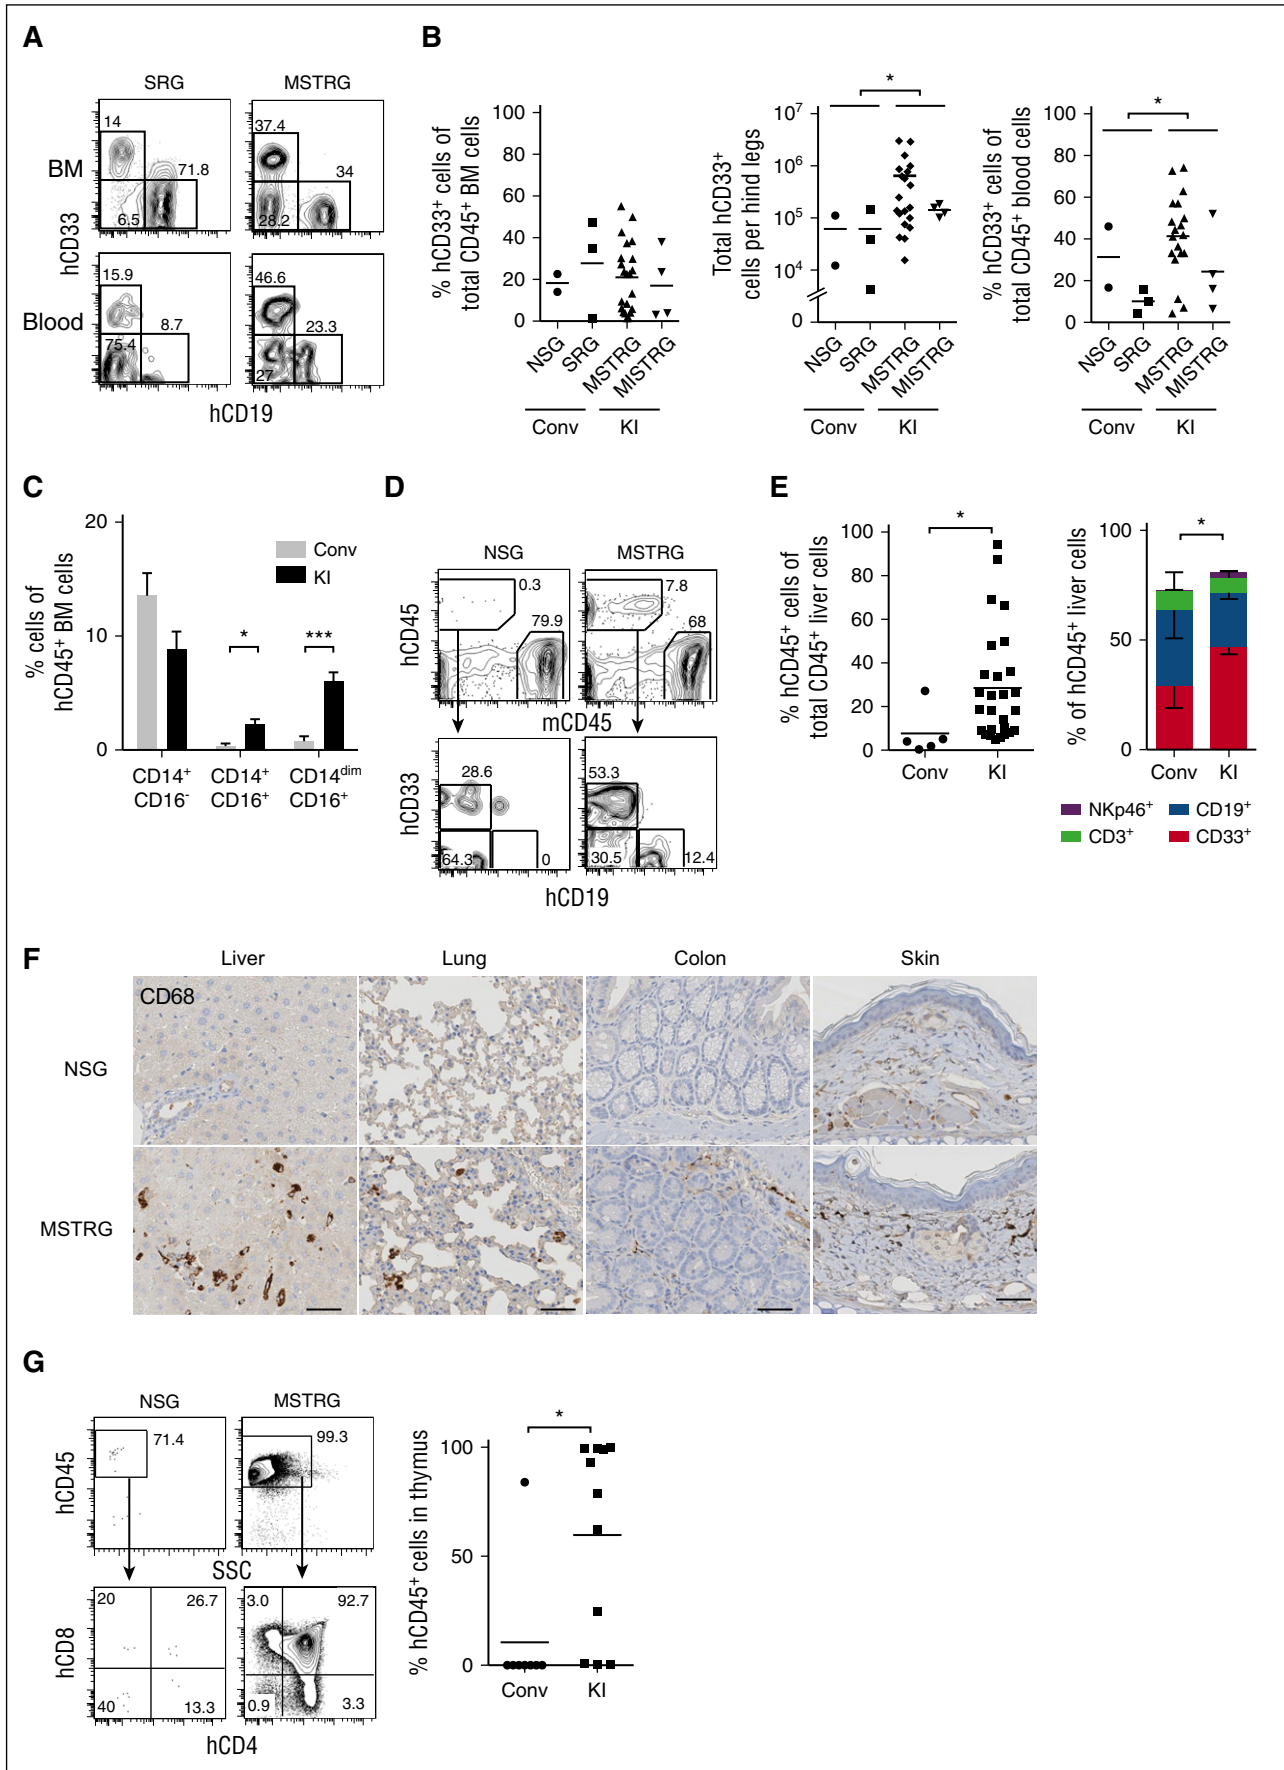 A
SRG
MSTRG
BM
14
71.8
6.5
37.4
34
28.2
Blood
15.9
8.7
75.4
46.6
23.3
27
hCD33
hCD19
B
% hCD33⁺ cells of
total CD45⁺ BM cells
100
80
60
40
20
0
NSG
SRG
MSTRG
MISTRG
Conv
KI
Total hCD33⁺
cells per hind legs
*
10⁷
10⁶
10⁵
10⁴
0
NSG
SRG
MSTRG
MISTRG
Conv
KI
% hCD33⁺ cells of
total CD45⁺ blood cells
*
100
80
60
40
20
0
NSG
SRG
MSTRG
MISTRG
Conv
KI
C
% cells of
hCD45⁺ BM cells
20
10
0
Conv
KI
*
***
CD14⁺
CD16⁻
CD14⁺
CD16⁺
CD14ᵈⁱᵐ
CD16⁺
D
NSG
MSTRG
hCD45
0.3
79.9
7.8
68
mCD45
hCD33
28.6
64.3
0
53.3
30.5
12.4
hCD19
E
% hCD45⁺ cells of
total CD45⁺ liver cells
*
100
80
60
40
20
0
Conv
KI
% of hCD45⁺ liver cells
*
100
50
0
Conv
KI
NKp46⁺
CD19⁺
CD3⁺
CD33⁺
F
Liver
Lung
Colon
Skin
CD68
NSG
MSTRG
G
NSG
MSTRG
hCD45
71.4
99.3
SSC
hCD8
20
26.7
40
13.3
3.0
92.7
0.9
3.3
hCD4
% hCD45⁺ cells in thymus
*
100
50
0
Conv
KI